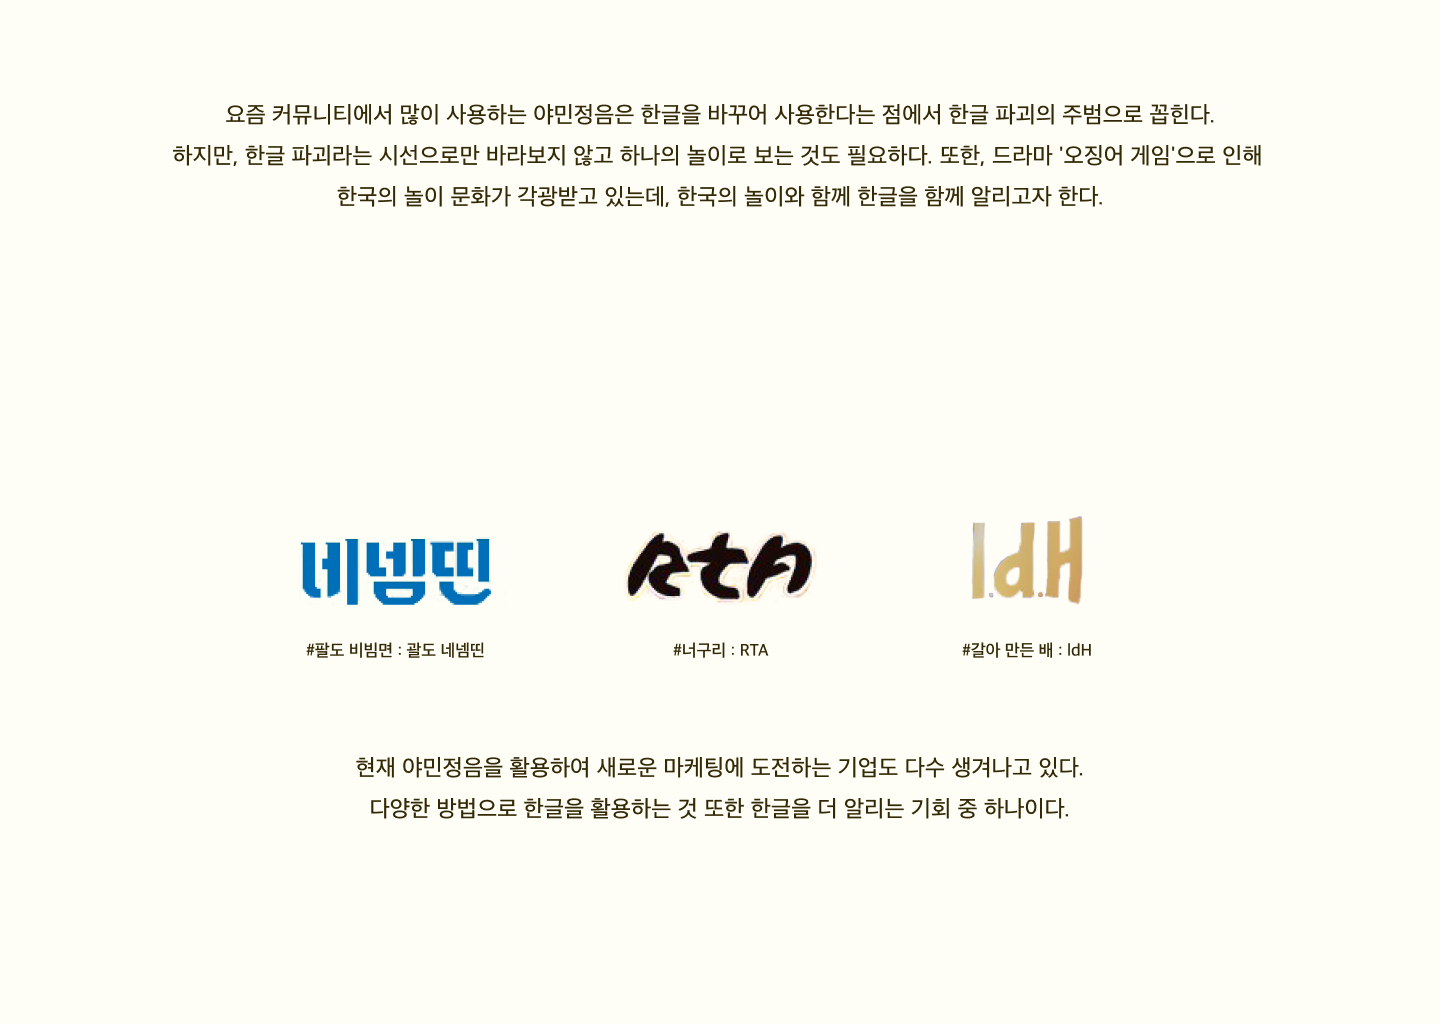 요즘 커뮤니티에서 많이 사용하는 야민정음은 한글을 바꾸어 사용한다는 점에서 한글 파괴의 주범으로 꼽힌다.
하지만, 한글 파괴라는 시선으로만 바라보지 않고 하나의 놀이로 보는 것도 필요하다. 또한, 드라마 '오징어 게임'으로 인해
한국의 놀이 문화가 각광받고 있는데, 한국의 놀이와 함께 한글을 함께 알리고자 한다.
네넴띤
RtA
I.d.H
#팔도 비빔면 : 괄도 네넴띤
#너구리 : RTA
#갈아 만든 배 : IdH
현재 야민정음을 활용하여 새로운 마케팅에 도전하는 기업도 다수 생겨나고 있다.
다양한 방법으로 한글을 활용하는 것 또한 한글을 더 알리는 기회 중 하나이다.